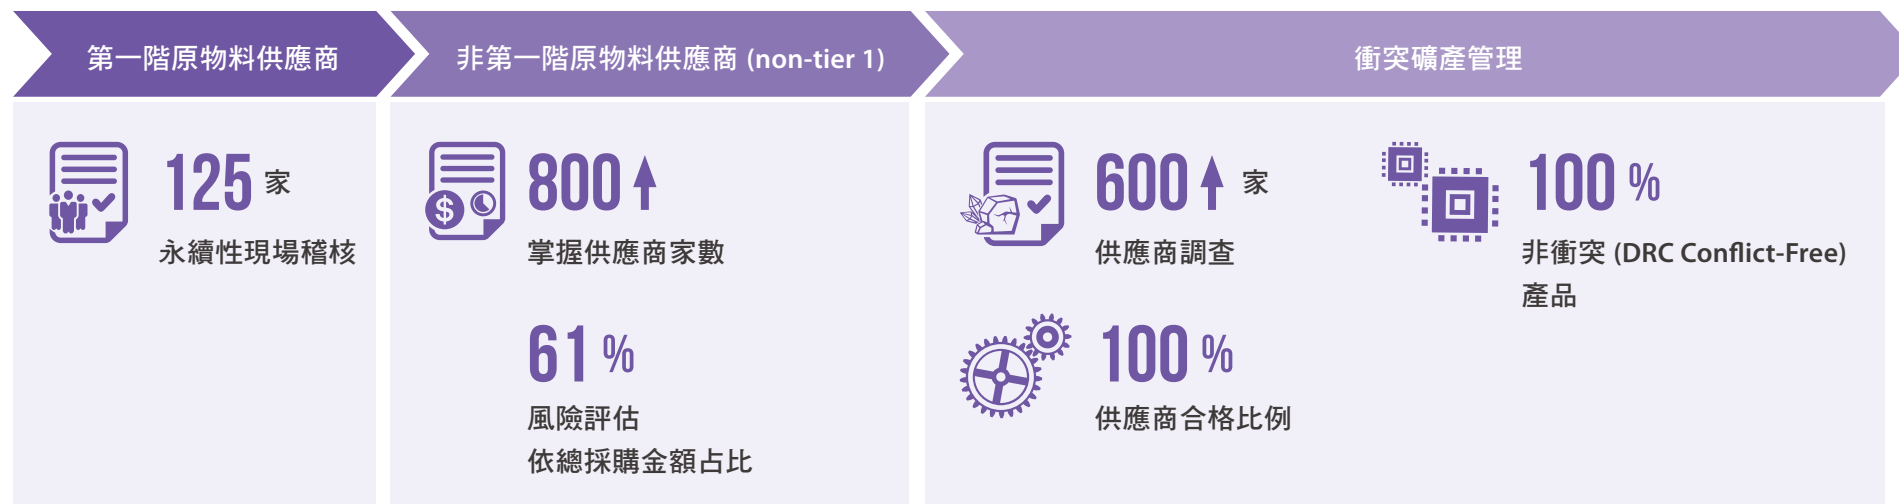 第一階原物料供應商
非第一階原物料供應商 (non-tier 1)
衝突礦產管理
125 家
永續性現場稽核
800
掌握供應商家數
61 %
風險評估
依總採購金額占比
600 家
供應商調查
100 %
供應商合格比例
100 %
非衝突 (DRC Conflict-Free)
產品